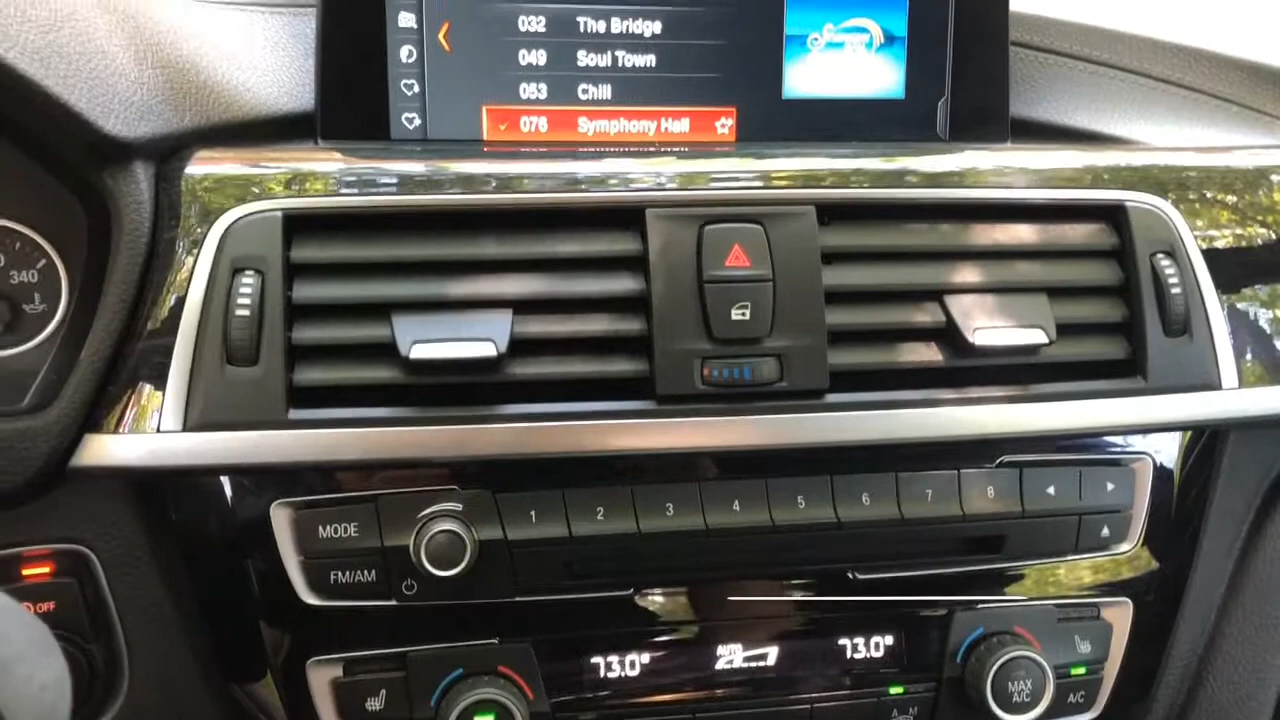 032 The Bridge
049 Soul Town
053 Chill
076 Symphony Hall
340
MODE
1 2 3 4 5 6 7 8
FM/AM
OFF
73.0° AUTO 73.0°
MAX A/C
A/C
A M